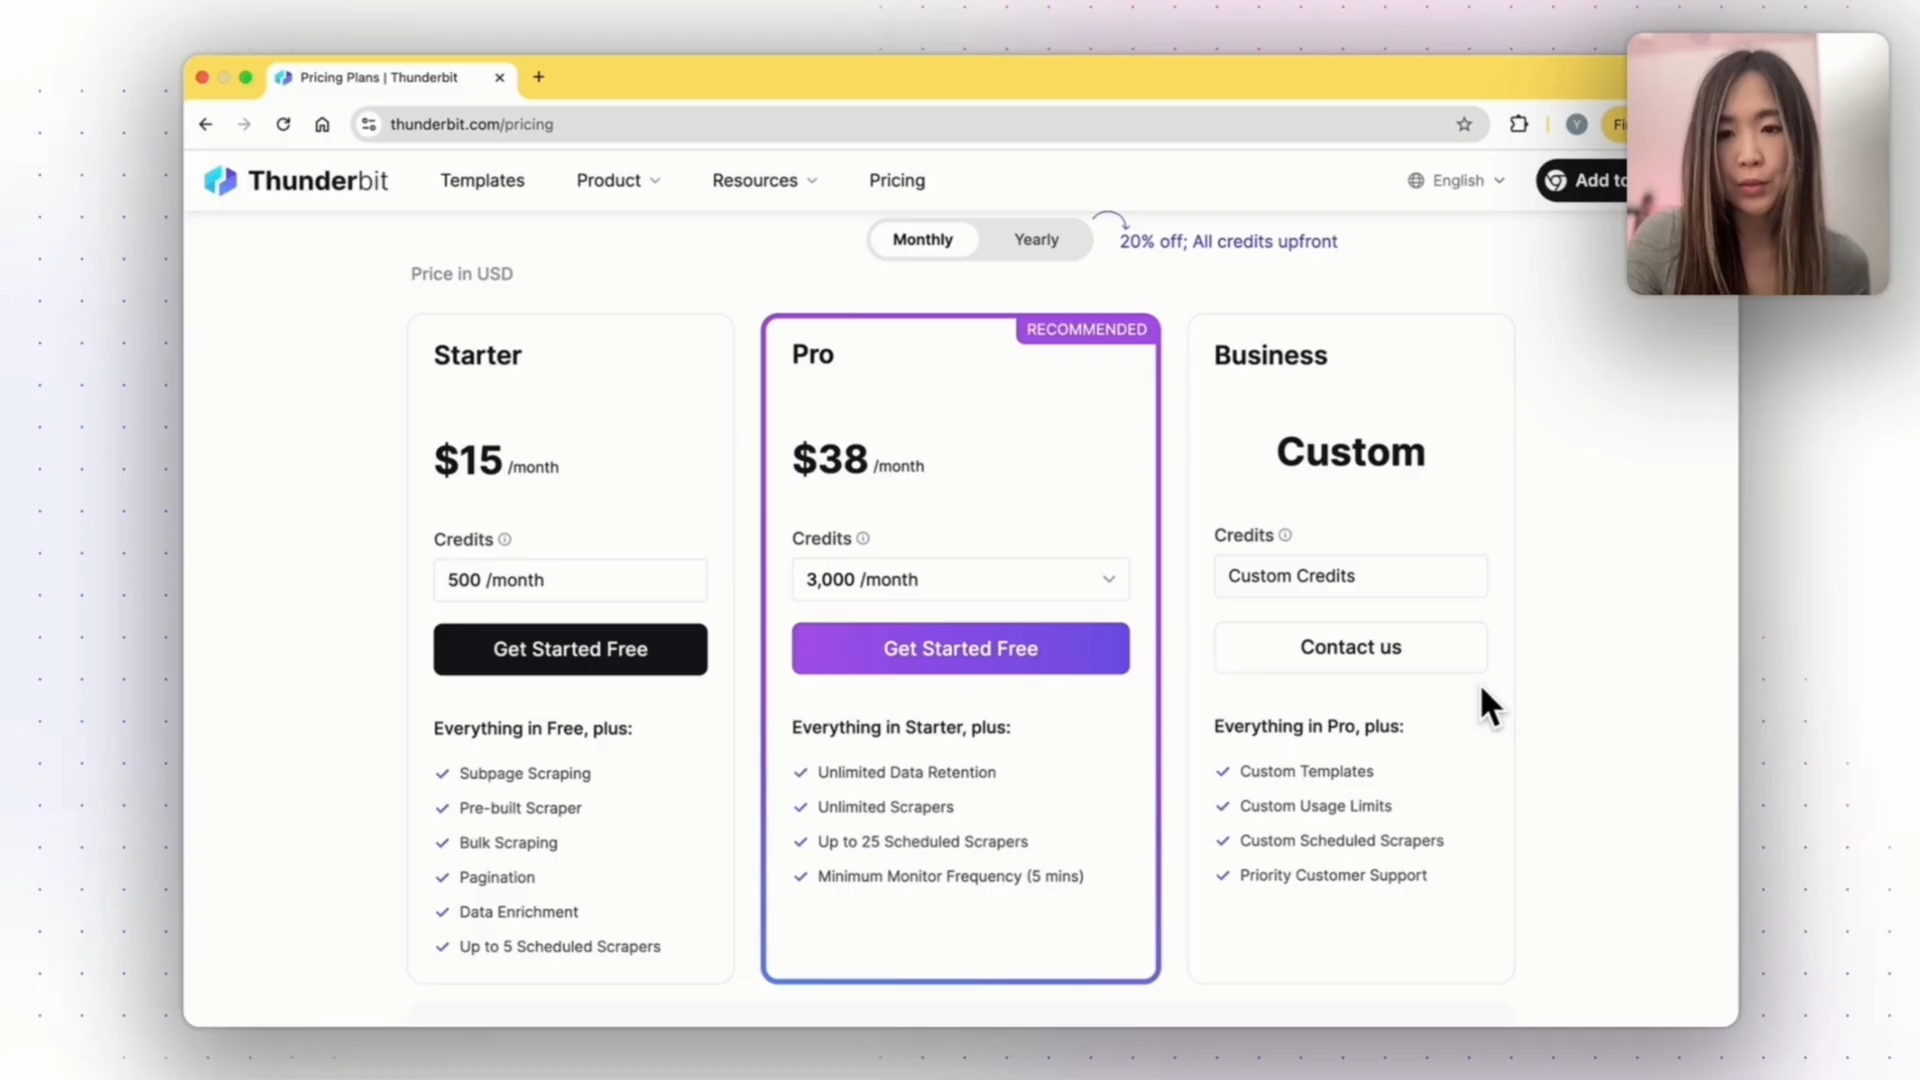 Pricing Plans | Thunderbit
thunderbit.com/pricing
Y
Fi
Thunderbit
Templates
Product
Resources
Pricing
English
Add to
Monthly
Yearly
20% off; All credits upfront
Price in USD
Starter
$15 /month
Credits
500 /month
Get Started Free
Everything in Free, plus:
Subpage Scraping
Pre-built Scraper
Bulk Scraping
Pagination
Data Enrichment
Up to 5 Scheduled Scrapers
RECOMMENDED
Pro
$38 /month
Credits
3,000 /month
Get Started Free
Everything in Starter, plus:
Unlimited Data Retention
Unlimited Scrapers
Up to 25 Scheduled Scrapers
Minimum Monitor Frequency (5 mins)
Business
Custom
Credits
Custom Credits
Contact us
Everything in Pro, plus:
Custom Templates
Custom Usage Limits
Custom Scheduled Scrapers
Priority Customer Support